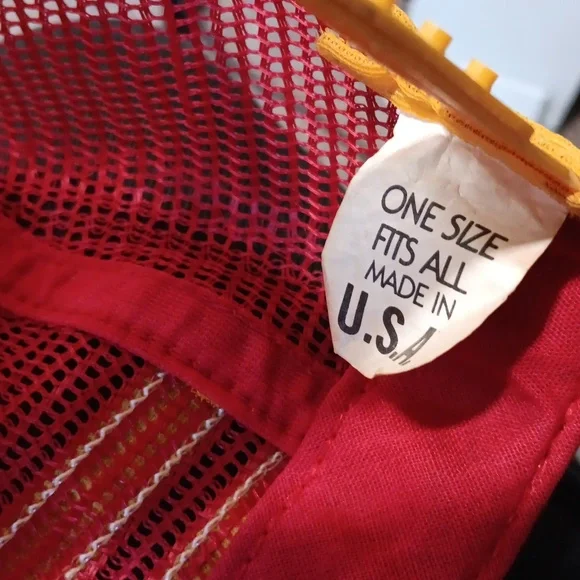 ONE SIZE
FITS ALL
MADE IN
U.S.A